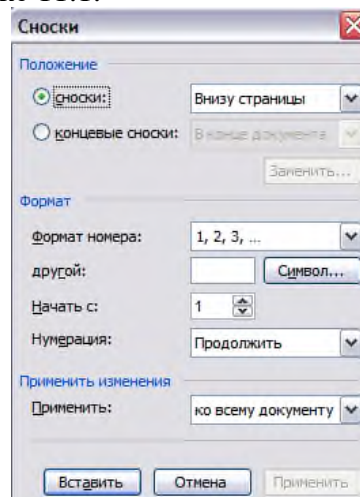 Сноски
Положение
сноски: Внизу страницы
концевые сноски: В конце документа
Заменить...
Формат
Формат номера: 1, 2, 3, ...
другой: Символ...
Начать с: 1
Нумерация: Продолжить
Применить изменения
Применить: ко всему документу
Вставить Отмена Применить